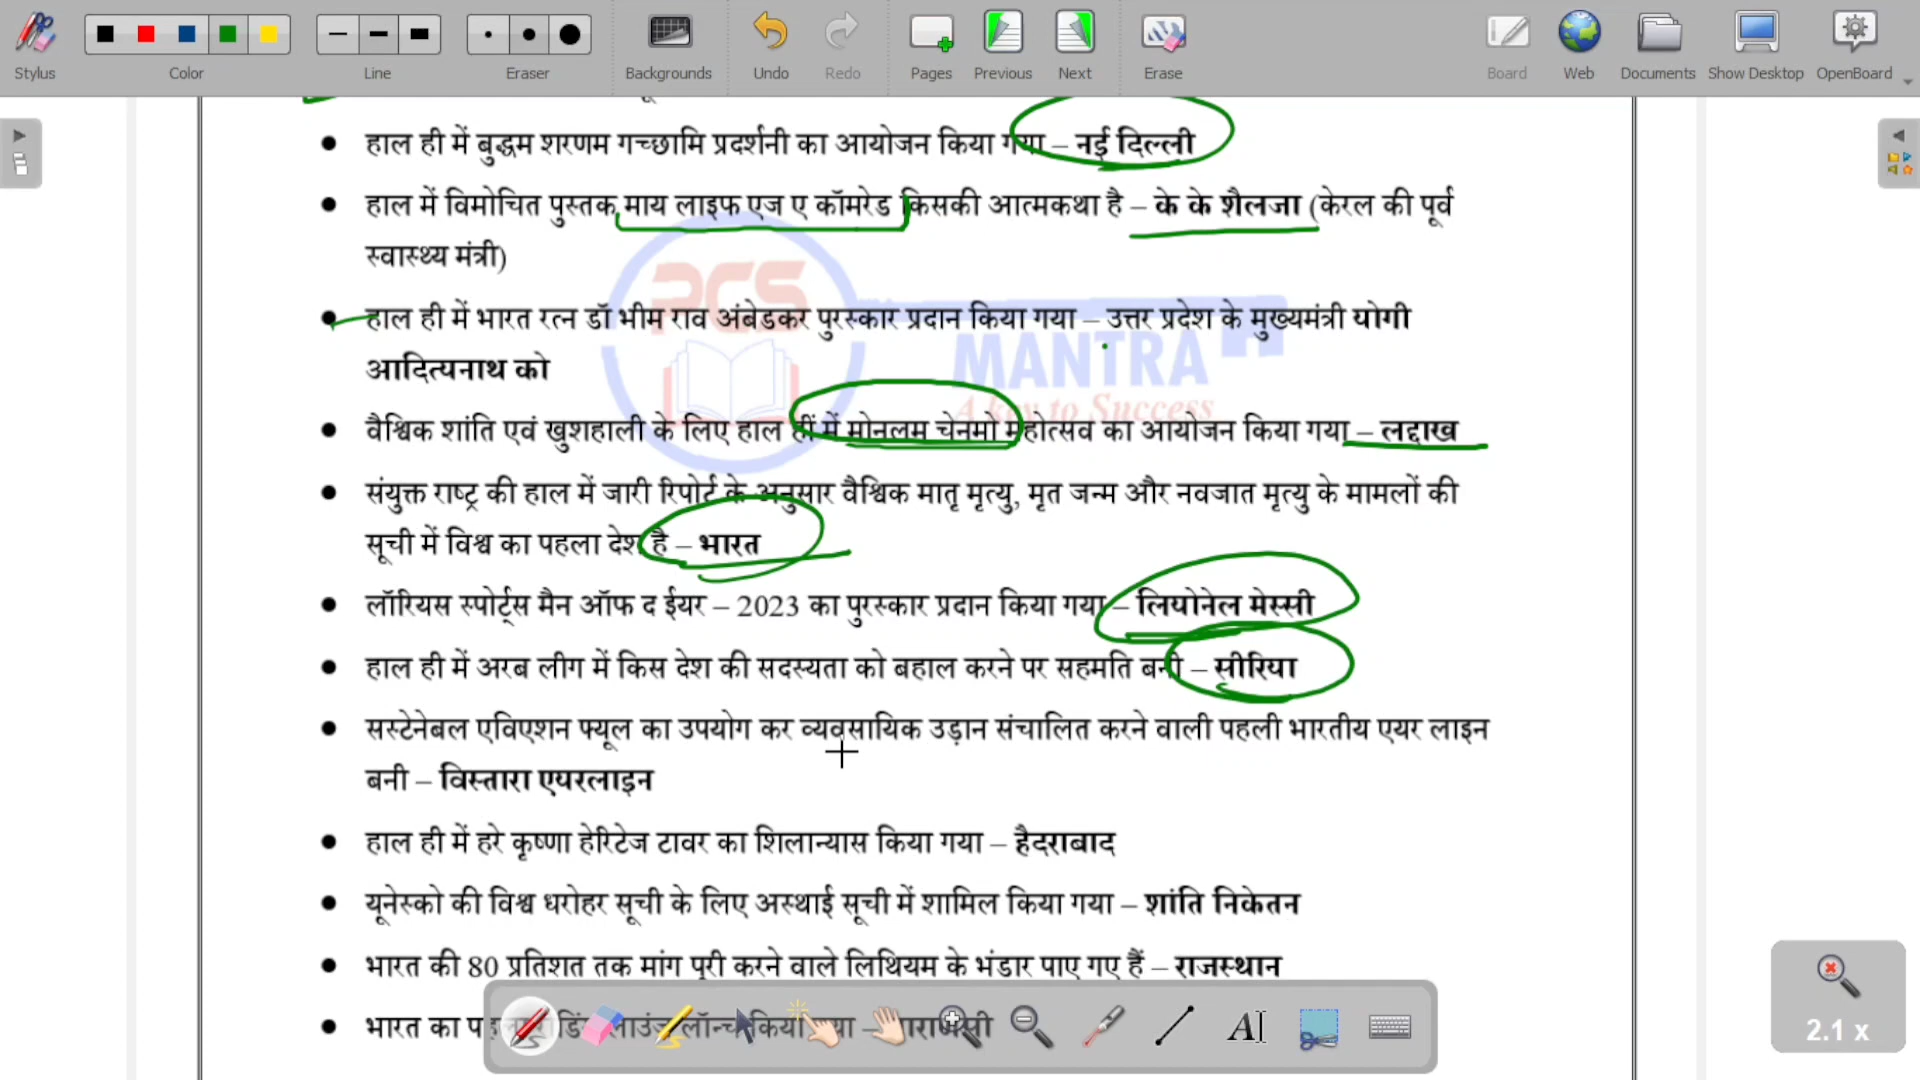 Stylus Color Line Eraser Backgrounds Undo Redo Pages Previous Next Erase Board Web Documents Show Desktop OpenBoard
हाल ही में बुद्धम शरणम गच्छामि प्रदर्शनी का आयोजन किया गया – नई दिल्ली
हाल में विमोचित पुस्तक माय लाइफ एज ए कॉमरेड किसकी आत्मकथा है – के के शैलजा (केरल की पूर्व
स्वास्थ्य मंत्री)
हाल ही में भारत रत्न डॉ भीम राव अंबेडकर पुरस्कार प्रदान किया गया – उत्तर प्रदेश के मुख्यमंत्री योगी
आदित्यनाथ को
वैश्विक शांति एवं खुशहाली के लिए हाल हीं में मोनलम चेनमो महोत्सव का आयोजन किया गया – लद्दाख
संयुक्त राष्ट्र की हाल में जारी रिपोर्ट के अनुसार वैश्विक मातृ मृत्यु, मृत जन्म और नवजात मृत्यु के मामलों की
सूची में विश्व का पहला देश है – भारत
लॉरियस स्पोर्ट्स मैन ऑफ द ईयर – 2023 का पुरस्कार प्रदान किया गया – लियोनेल मेस्सी
हाल ही में अरब लीग में किस देश की सदस्यता को बहाल करने पर सहमति बनी – सीरिया
सस्टेनेबल एविएशन फ्यूल का उपयोग कर व्यवसायिक उड़ान संचालित करने वाली पहली भारतीय एयर लाइन
बनी – विस्तारा एयरलाइन
हाल ही में हरे कृष्णा हेरिटेज टावर का शिलान्यास किया गया – हैदराबाद
यूनेस्को की विश्व धरोहर सूची के लिए अस्थाई सूची में शामिल किया गया – शांति निकेतन
भारत की 80 प्रतिशत तक मांग पूरी करने वाले लिथियम के भंडार पाए गए हैं – राजस्थान
भारत का
PCS
MANTRA
A key to Success
2.1 x